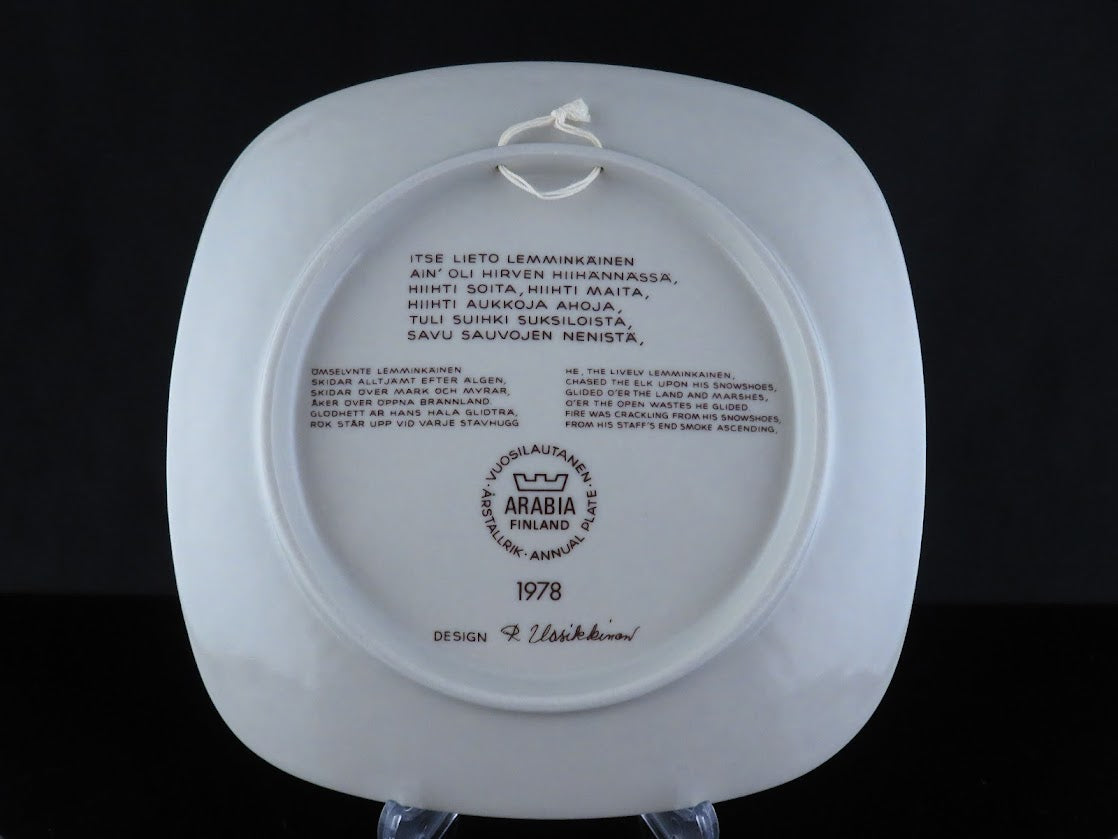 ITSE LIETO LEMMINKÄINEN
AIN' OLI HIRVEN HIIHÄNNÄSSÄ,
HIIHTI SOITA, HIIHTI MAITA,
HIIHTI AUKKOJA AHOJA,
TULI SUIHKI SUKSILOISTA,
SAVU SAUVOJEN NENISTÄ,
ÖMSELYNTE LEMMINKÄINEN
SKIDAR ALLTJÄMT EFTER ÄLGEN,
SKIDAR ÖVER MARK OCH MYRAR,
ÅKER ÖVER ÖPPNA BRÄNNLAND.
GLÖDHETT ÄR HANS HALA GLIDTRÄ,
RÖK STÅR UPP VID VARJE STAVHUGG
HE, THE LIVELY LEMMINKÄINEN,
CHASED THE ELK UPON HIS SNOWSHOES,
GLIDED O'ER THE LAND AND MARSHES,
O'ER THE OPEN WASTES HE GLIDED.
FIRE WAS CRACKLING FROM HIS SNOWSHOES,
FROM HIS STAFF'S END SMOKE ASCENDING,
· VUOSILAUTANEN · ANNUAL PLATE · ÅRSTALLRIK
ARABIA
FINLAND
1978
DESIGN R Uosikkinen